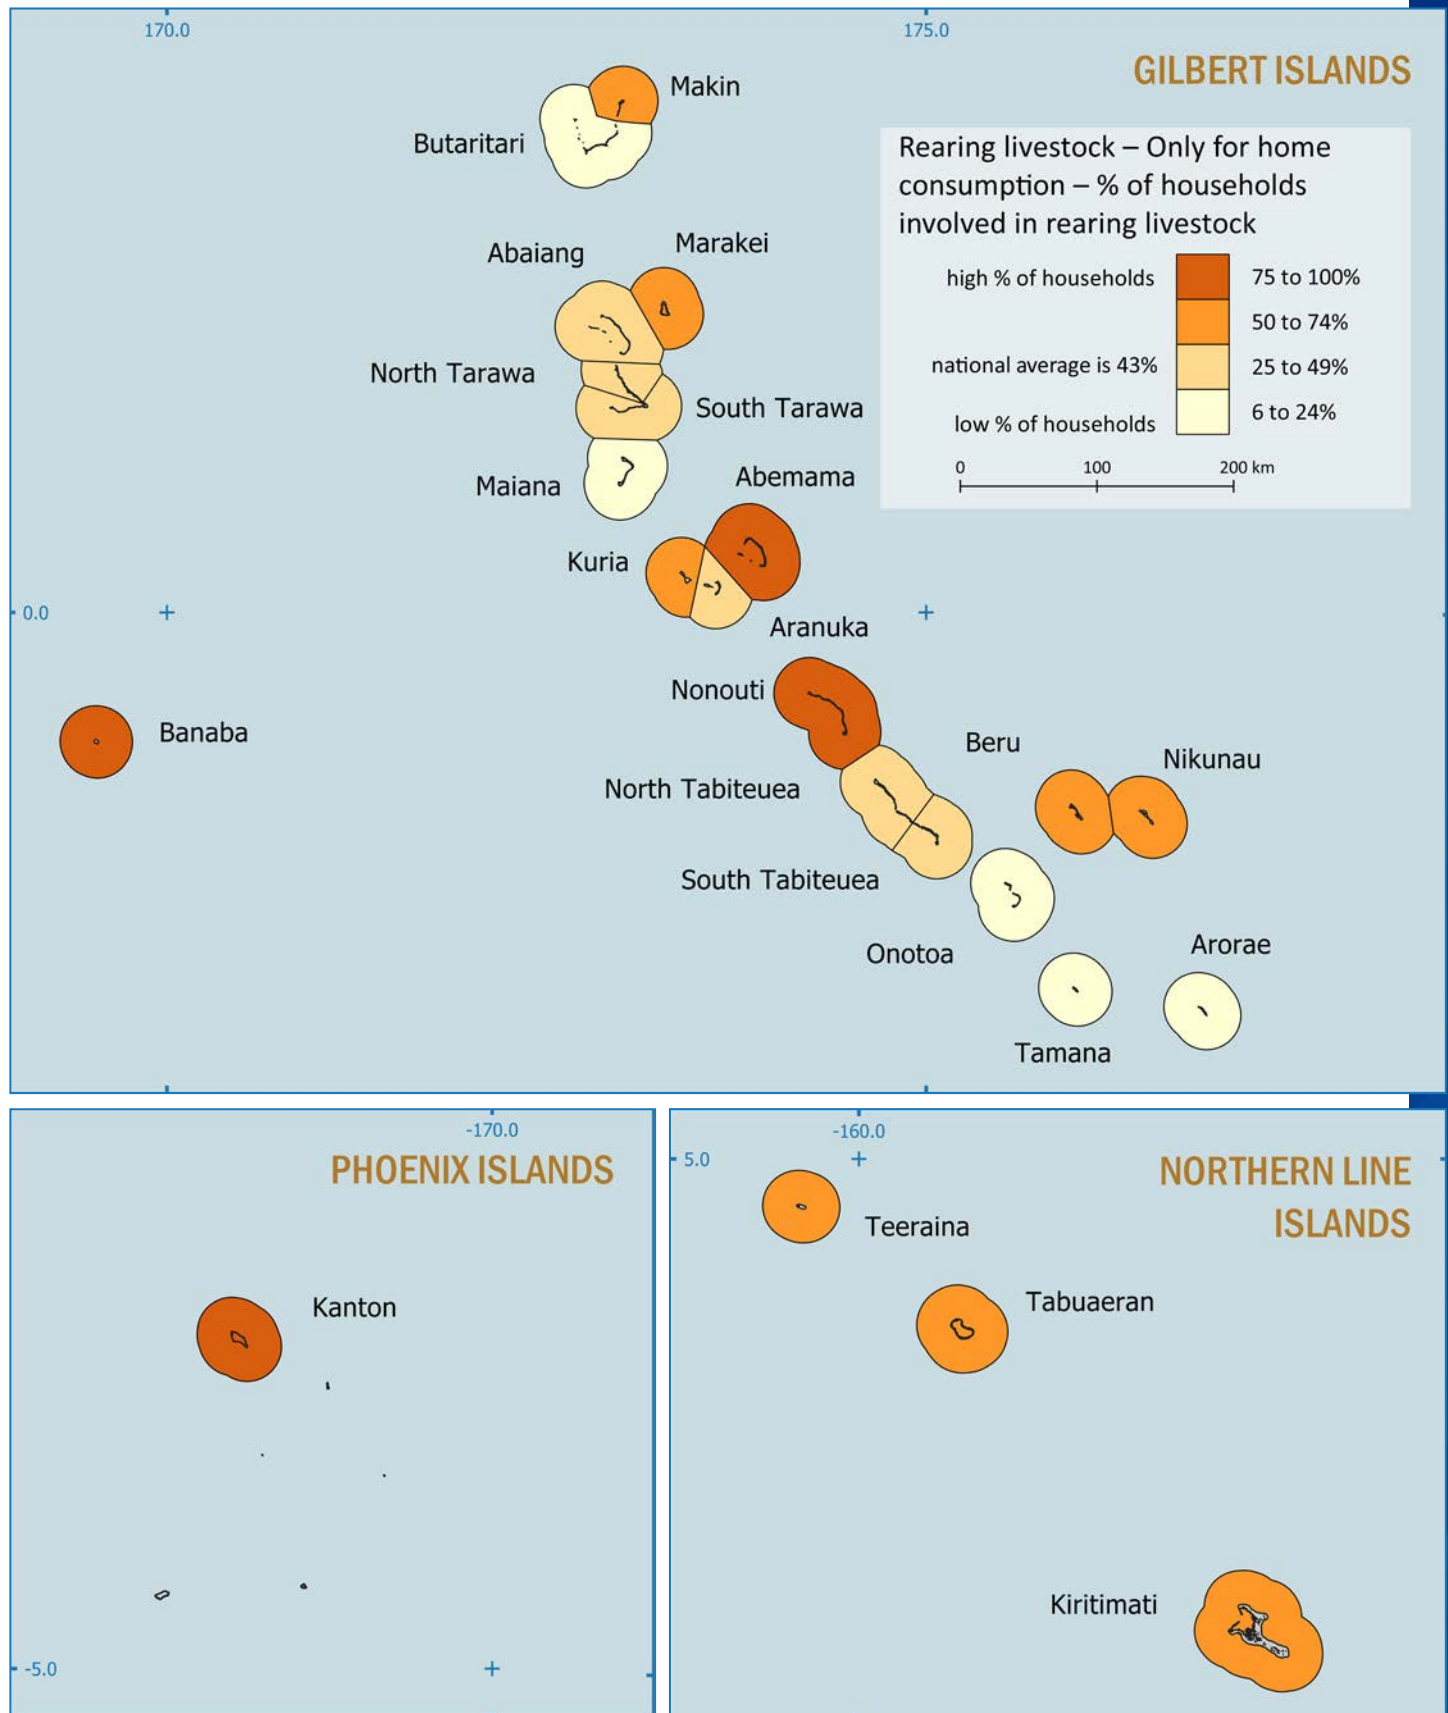 170.0
175.0
GILBERT ISLANDS
Makin
Butaritari
Rearing livestock – Only for home
consumption – % of households
involved in rearing livestock
high % of households
75 to 100%
50 to 74%
national average is 43%
25 to 49%
low % of households
6 to 24%
0
100
200 km
Marakei
Abaiang
North Tarawa
South Tarawa
Maiana
Abemama
Kuria
0.0
Aranuka
Nonouti
Banaba
Beru
Nikunau
North Tabiteuea
South Tabiteuea
Onotoa
Arorae
Tamana
-170.0
PHOENIX ISLANDS
Kanton
-5.0
-160.0
5.0
NORTHERN LINE
ISLANDS
Teeraina
Tabuaeran
Kiritimati